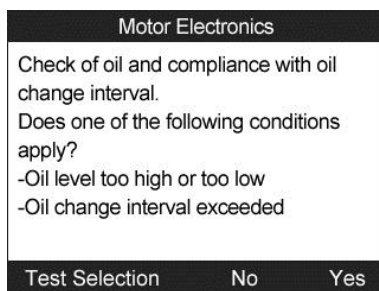 Motor Electronics
Check of oil and compliance with oil
change interval.
Does one of the following conditions
apply?
-Oil level too high or too low
-Oil change interval exceeded
Test Selection No Yes